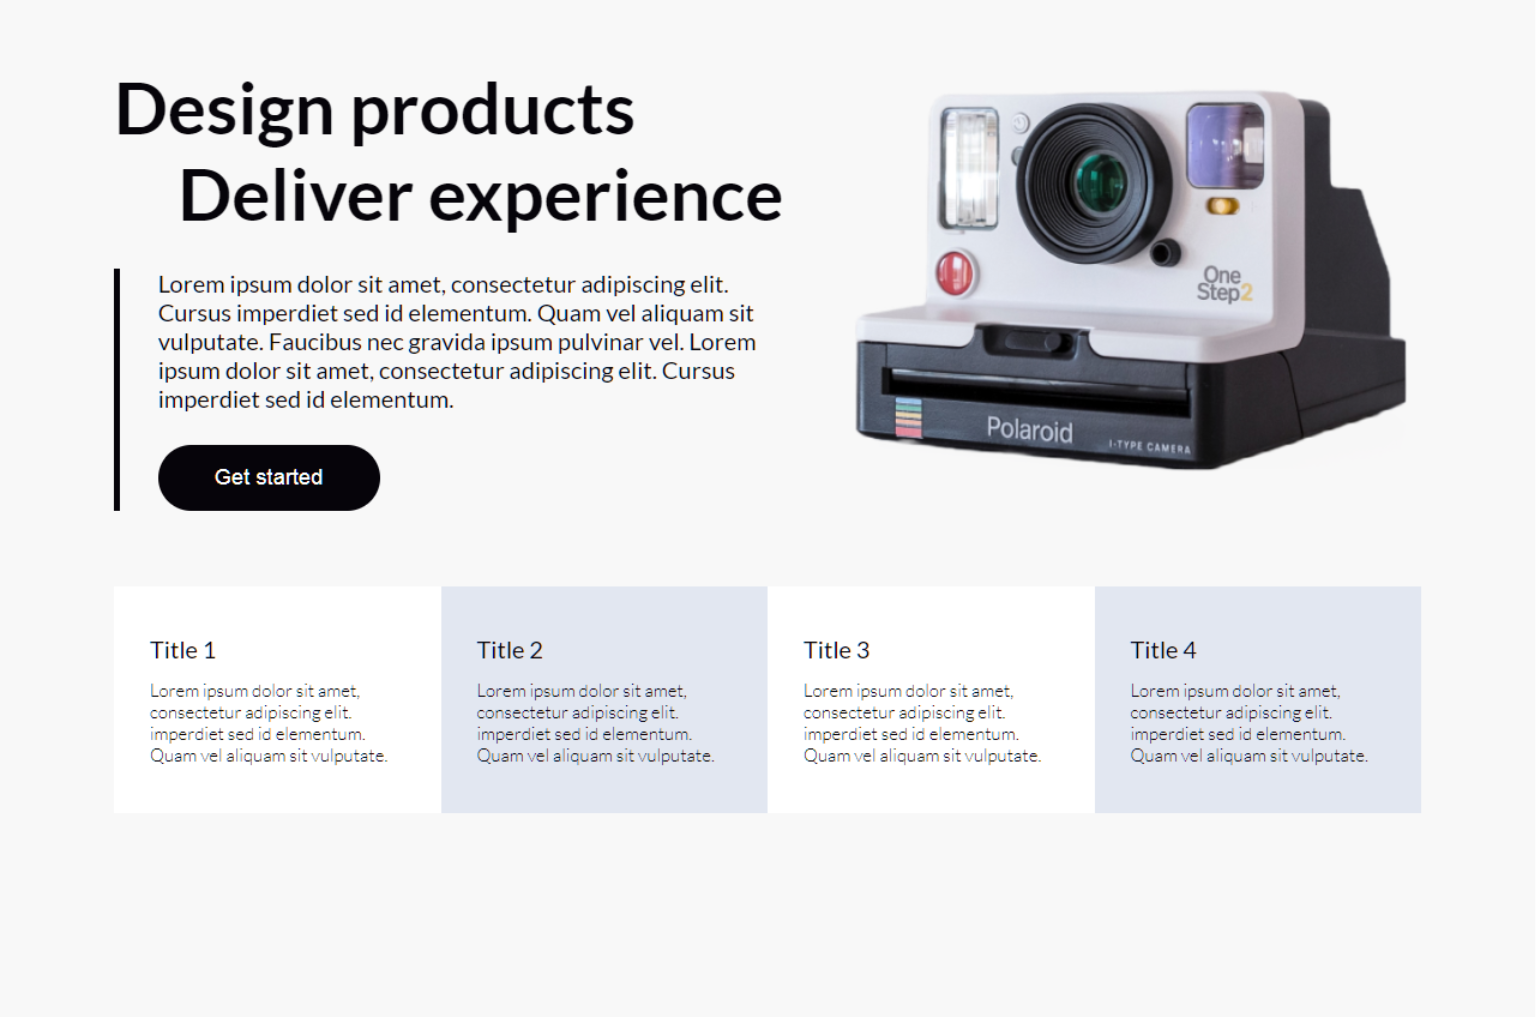 Design products
Deliver experience
Lorem ipsum dolor sit amet, consectetur adipiscing elit.
Cursus imperdiet sed id elementum. Quam vel aliquam sit
vulputate. Faucibus nec gravida ipsum pulvinar vel. Lorem
ipsum dolor sit amet, consectetur adipiscing elit. Cursus
imperdiet sed id elementum.
Get started
One
Step2
Polaroid
I-TYPE CAMERA
Title 1
Lorem ipsum dolor sit amet,
consectetur adipiscing elit.
imperdiet sed id elementum.
Quam vel aliquam sit vulputate.
Title 2
Lorem ipsum dolor sit amet,
consectetur adipiscing elit.
imperdiet sed id elementum.
Quam vel aliquam sit vulputate.
Title 3
Lorem ipsum dolor sit amet,
consectetur adipiscing elit.
imperdiet sed id elementum.
Quam vel aliquam sit vulputate.
Title 4
Lorem ipsum dolor sit amet,
consectetur adipiscing elit.
imperdiet sed id elementum.
Quam vel aliquam sit vulputate.